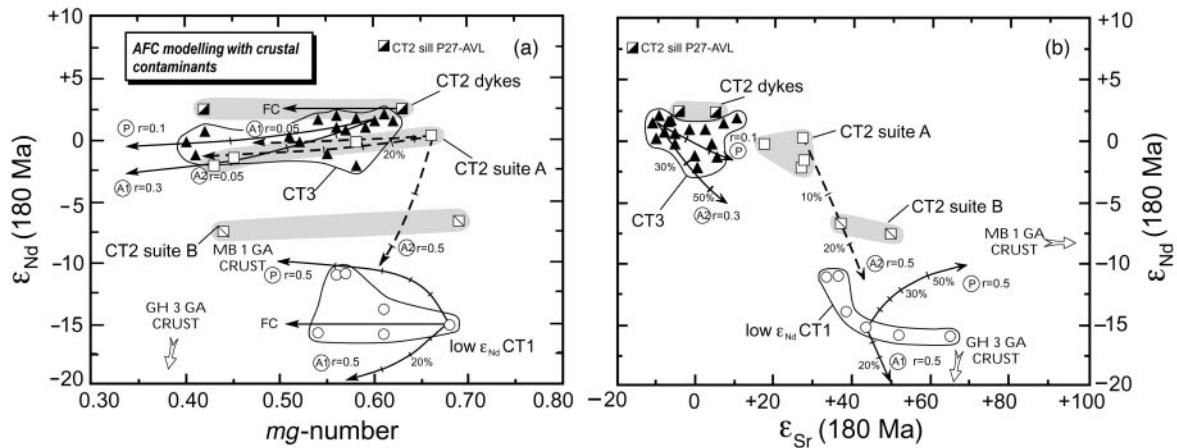 AFC modelling with crustal
contaminants
CT2 sill P27-AVL
(a)
CT2 dykes
FC
P r=0.1
A1 r=0.05
20%
A1 r=0.3
A2 r=0.05
CT3
CT2 suite A
CT2 suite B
MB 1 GA
CRUST
A2 r=0.5
P r=0.5
GH 3 GA
CRUST
FC
low εNd CT1
A1 r=0.5
20%
+10
+5
0
−5
−10
−15
−20
εNd (180 Ma)
0.30
0.40
0.50
0.60
0.70
0.80
mg-number
CT2 sill P27-AVL
(b)
CT2 dykes
CT2 suite A
r=0.1
P
30%
50%
CT3
A2 r=0.3
10%
CT2 suite B
MB 1 GA
CRUST
20%
A2 r=0.5
50%
30%
P r=0.5
low εNd CT1
GH 3 GA
CRUST
20%
A1 r=0.5
+10
+5
0
−5
−10
−15
−20
εNd (180 Ma)
−20
0
+20
+40
+60
+80
+100
εSr (180 Ma)